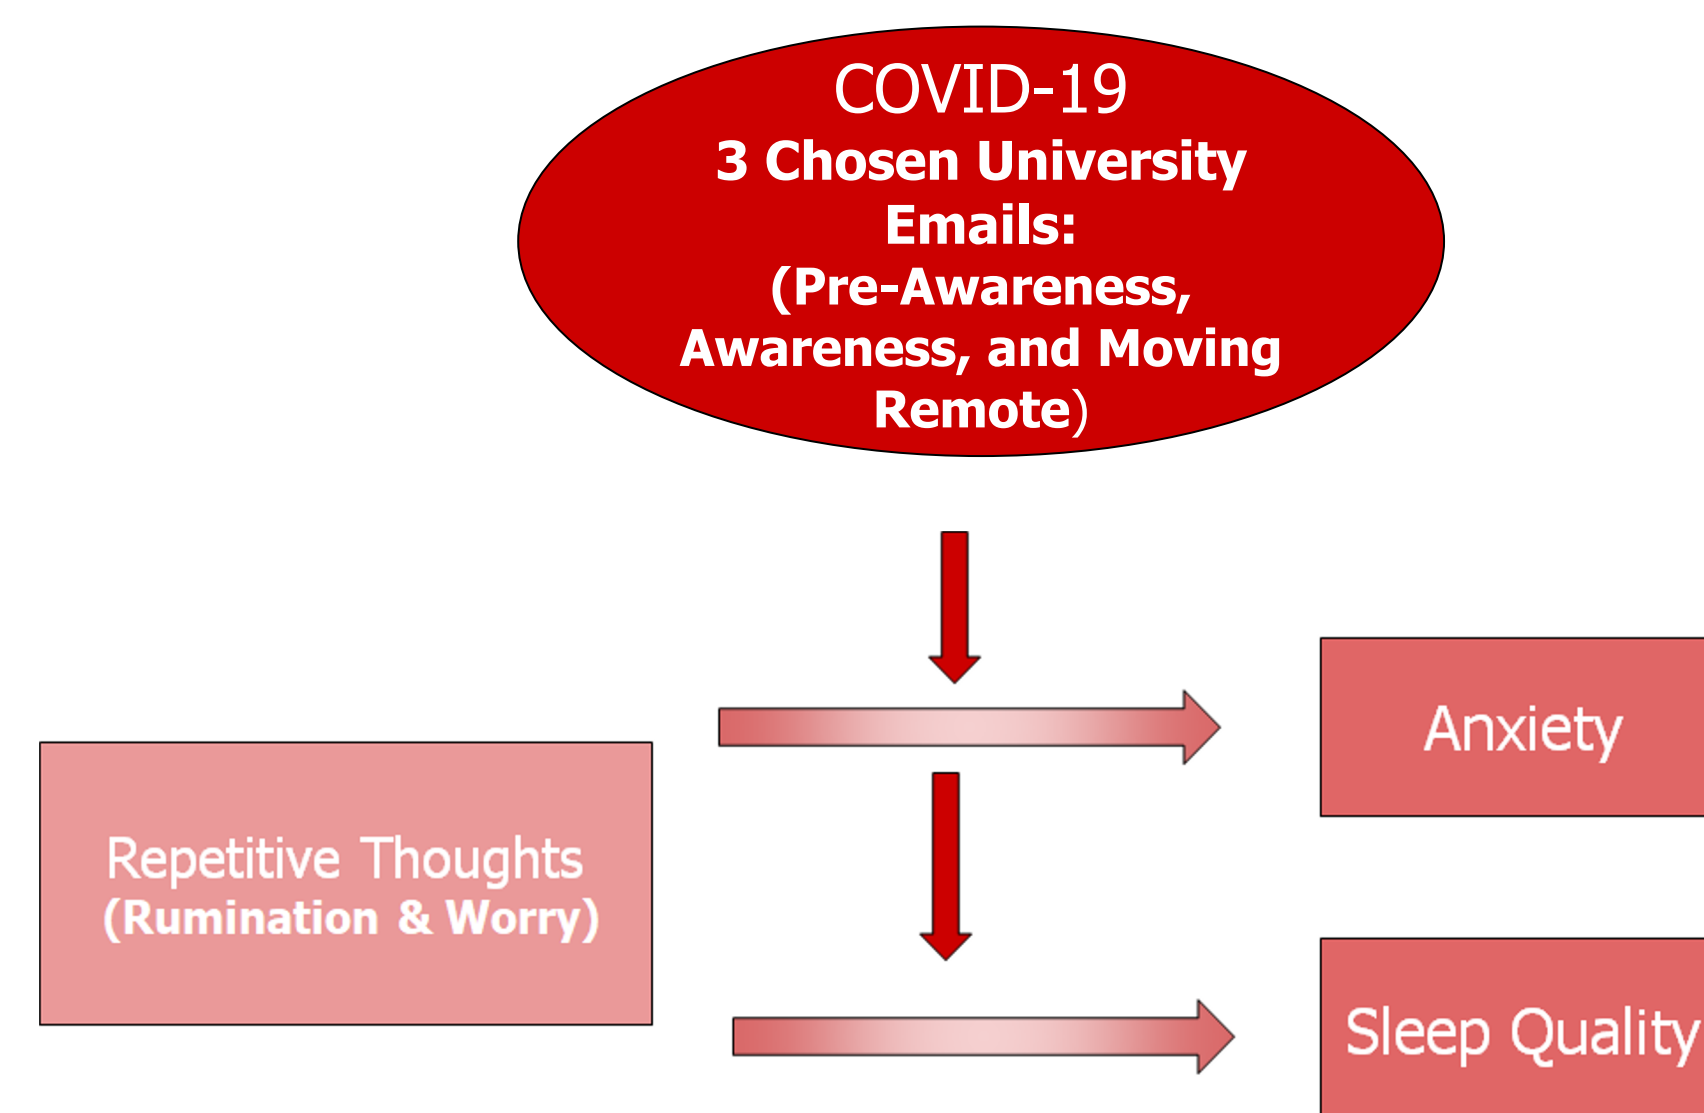 COVID-19
3 Chosen University
Emails:
(Pre-Awareness,
Awareness, and Moving
Remote)
Anxiety
Repetitive Thoughts
(Rumination & Worry)
Sleep Quality